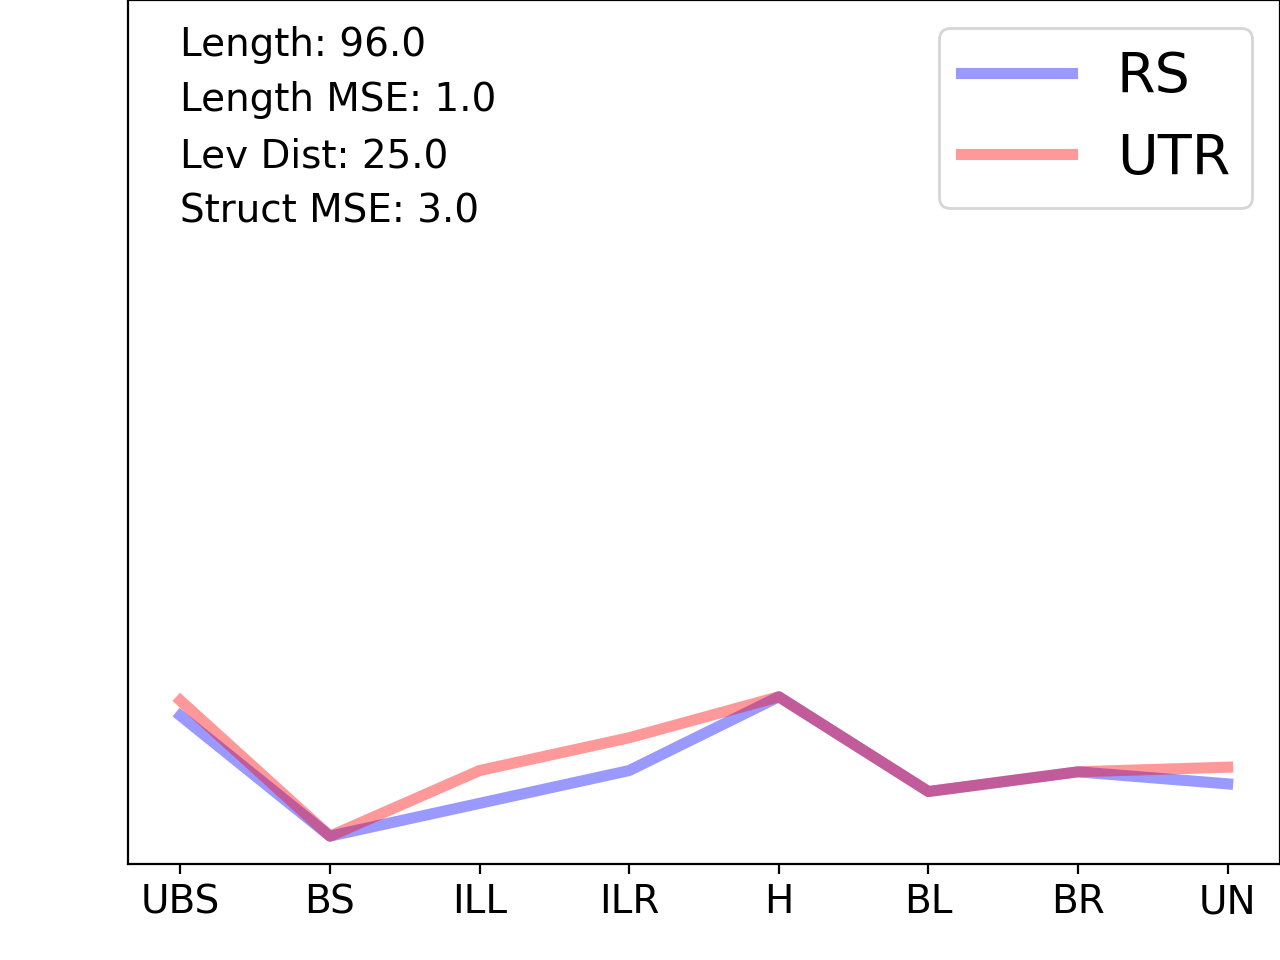 Length: 96.0
Length MSE: 1.0
Lev Dist: 25.0
Struct MSE: 3.0
RS
UTR
UBS BS ILL ILR H BL BR UN